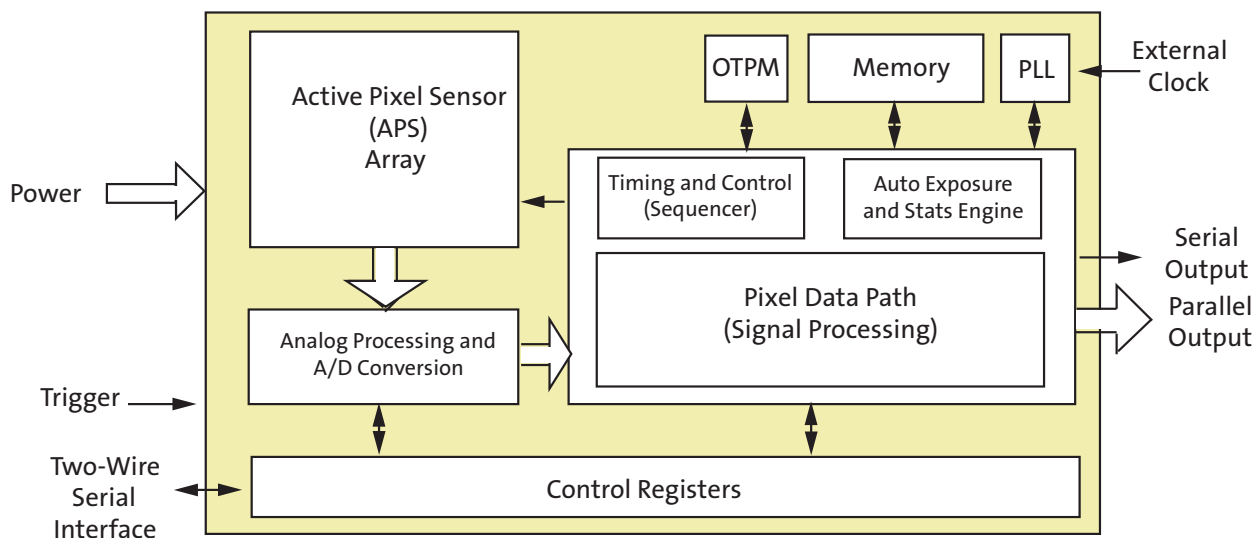 Active Pixel Sensor
(APS)
Array
OTPM
Memory
PLL
External
Clock
Power
Timing and Control
(Sequencer)
Auto Exposure
and Stats Engine
Serial
Output
Pixel Data Path
(Signal Processing)
Parallel
Output
Analog Processing and
A/D Conversion
Trigger
Two-Wire
Serial
Interface
Control Registers